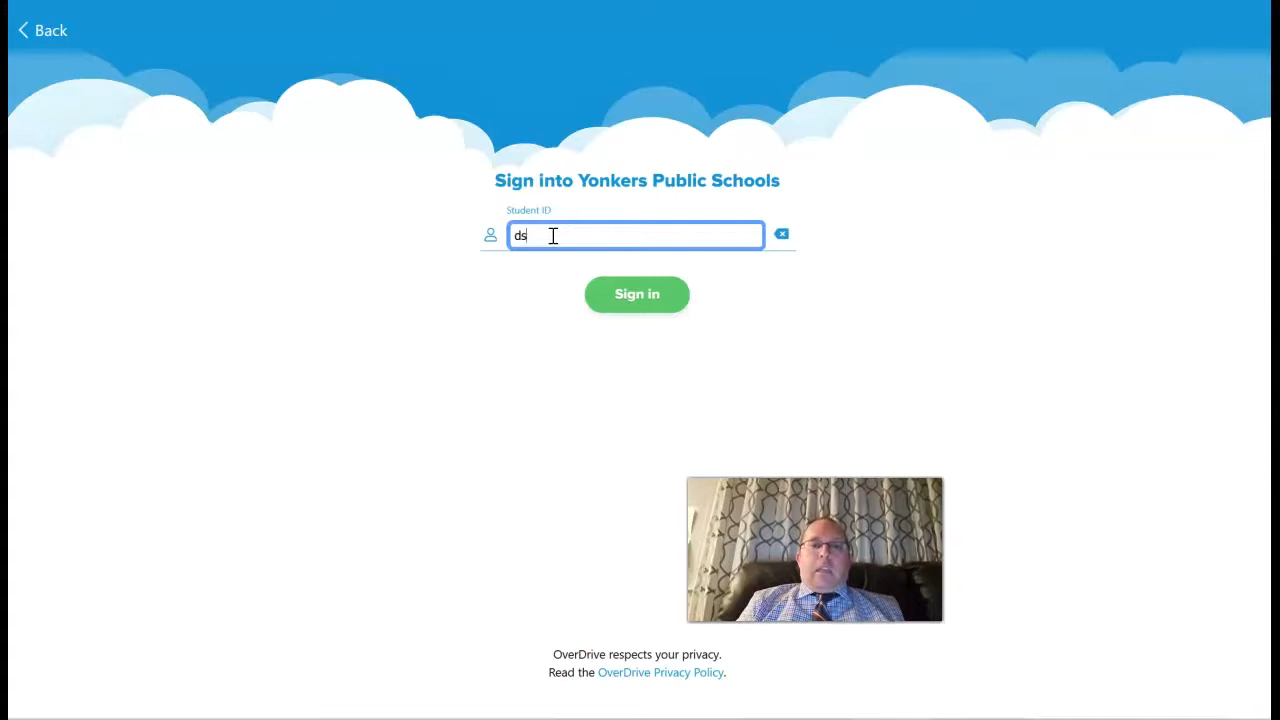 Back
Sign into Yonkers Public Schools
Student ID
ds
Sign in
OverDrive respects your privacy.
Read the OverDrive Privacy Policy.